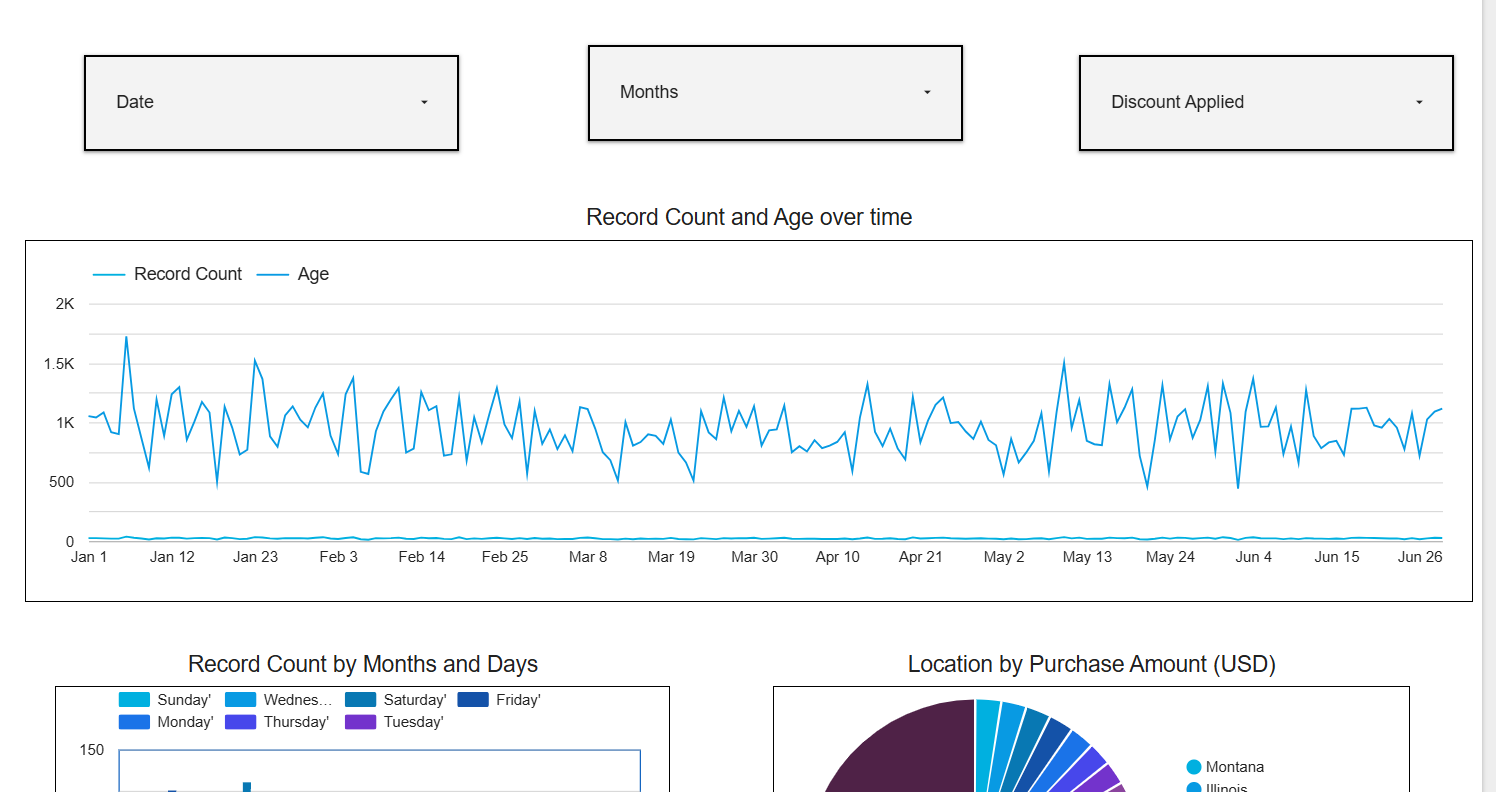 Date
Months
Discount Applied
Record Count and Age over time
Record Count Age
2K
1.5K
1K
500
0
Jan 1 Jan 12 Jan 23 Feb 3 Feb 14 Feb 25 Mar 8 Mar 19 Mar 30 Apr 10 Apr 21 May 2 May 13 May 24 Jun 4 Jun 15 Jun 26
Record Count by Months and Days
Sunday' Wednes... Saturday' Friday'
Monday' Thursday' Tuesday'
150
Location by Purchase Amount (USD)
Montana
Illinois